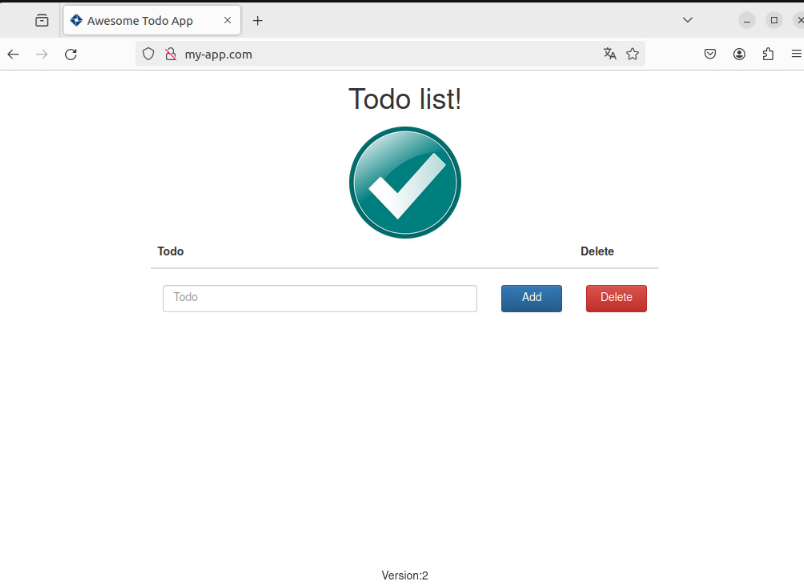 Awesome Todo App
my-app.com
Todo list!
Todo Delete
Todo Add Delete
Version:2